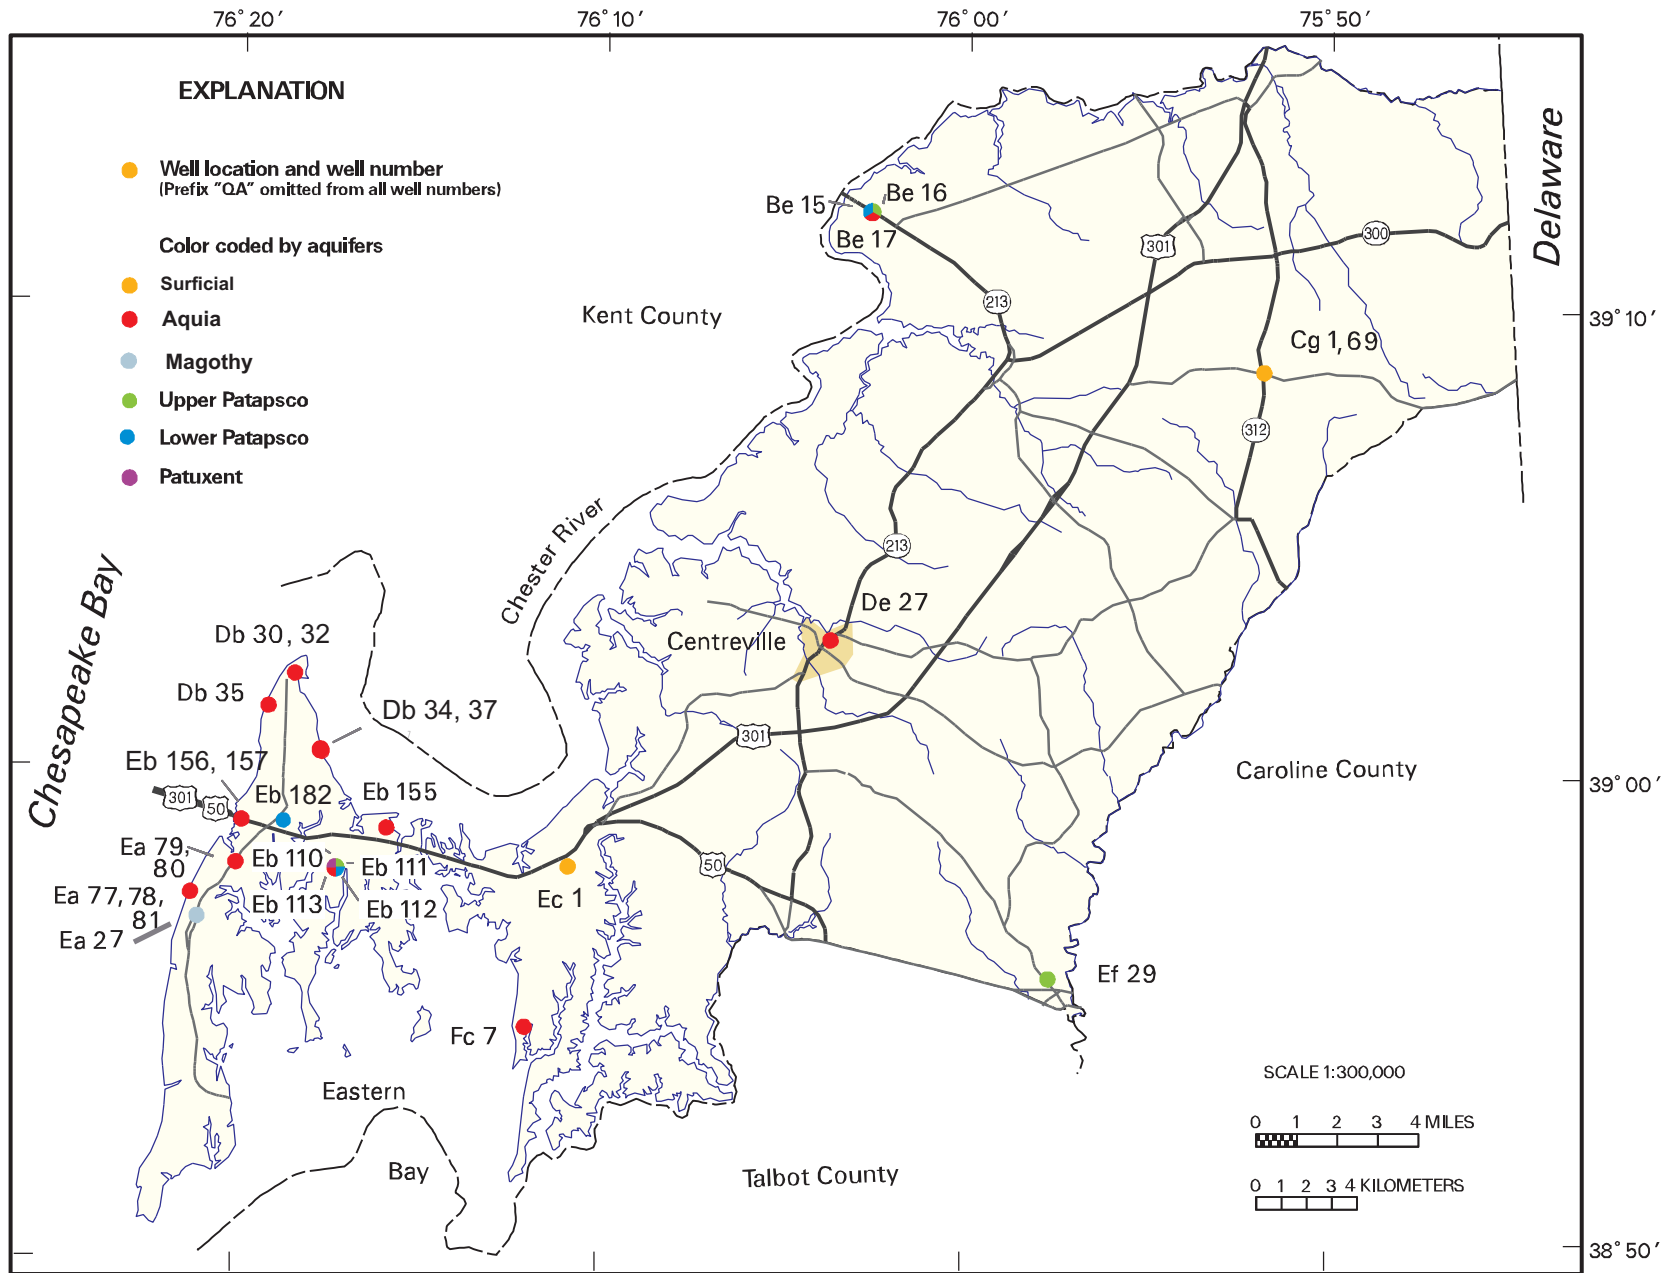 76° 20′
76° 10′
76° 00′
75° 50′
EXPLANATION
Well location and well number
(Prefix "QA" omitted from all well numbers)
Color coded by aquifers
Surficial
Aquia
Magothy
Upper Patapsco
Lower Patapsco
Patuxent
Delaware
Be 15
Be 16
Be 17
301
300
213
Kent County
39° 10′
Cg 1, 69
312
213
Chester River
Chesapeake Bay
De 27
Centreville
Db 30, 32
Db 35
Db 34, 37
301
Eb 156, 157
Eb 182
Eb 155
301
50
Caroline County
39° 00′
Ea 79,
80
Eb 110
Eb 111
50
Ea 77, 78,
81
Eb 113
Eb 112
Ec 1
Ea 27
Ef 29
Fc 7
Eastern
Bay
Talbot County
SCALE 1:300,000
0 1 2 3 4 MILES
0 1 2 3 4 KILOMETERS
38° 50′